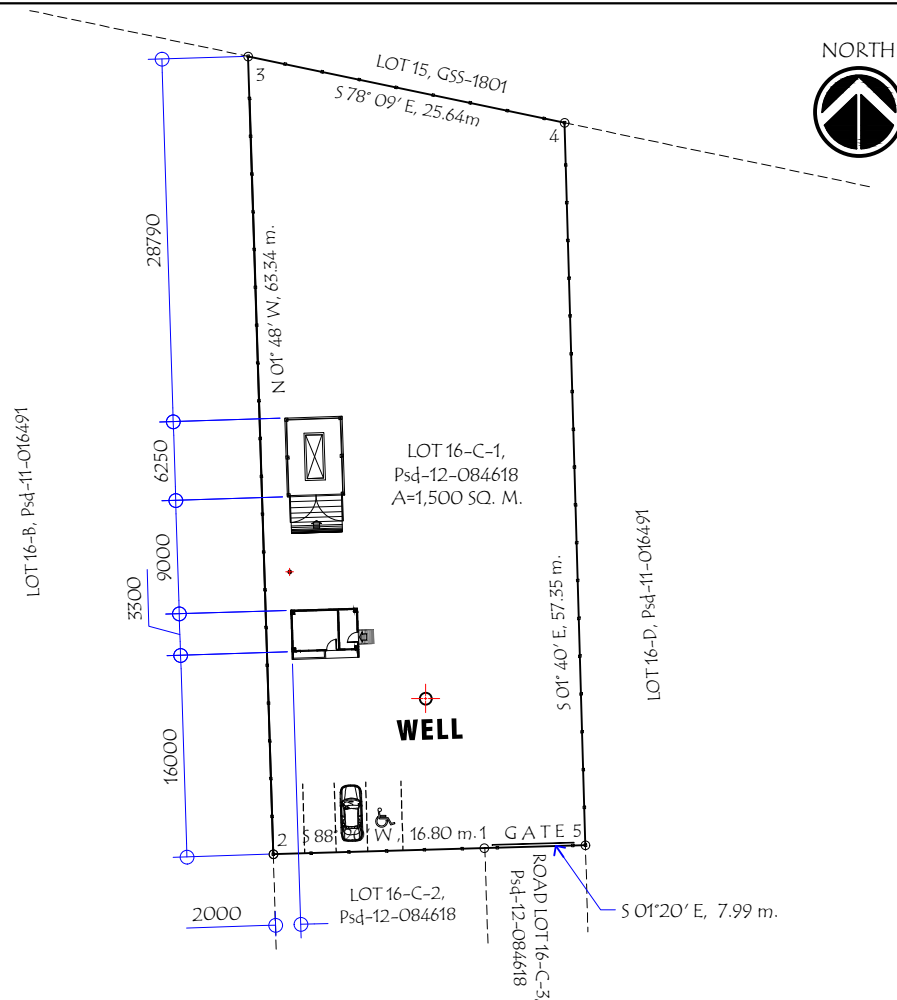 NORTH
LOT 15, GSS-1801
S 78° 09' E, 25.64m
3
4
28790
N 01° 48' W, 63.34 m.
6250
LOT 16-C-1,
Psd-12-084618
A=1,500 SQ. M.
LOT 16-B, Psd-11-016491
9000
3300
S 01° 40' E, 57.35 m.
LOT 16-D, Psd-11-016491
WELL
16000
2
S 88° W, 16.80 m.
1
GATE
5
2000
LOT 16-C-2,
Psd-12-084618
ROAD LOT 16-C-3,
Psd-12-084618
S 01°20' E, 7.99 m.